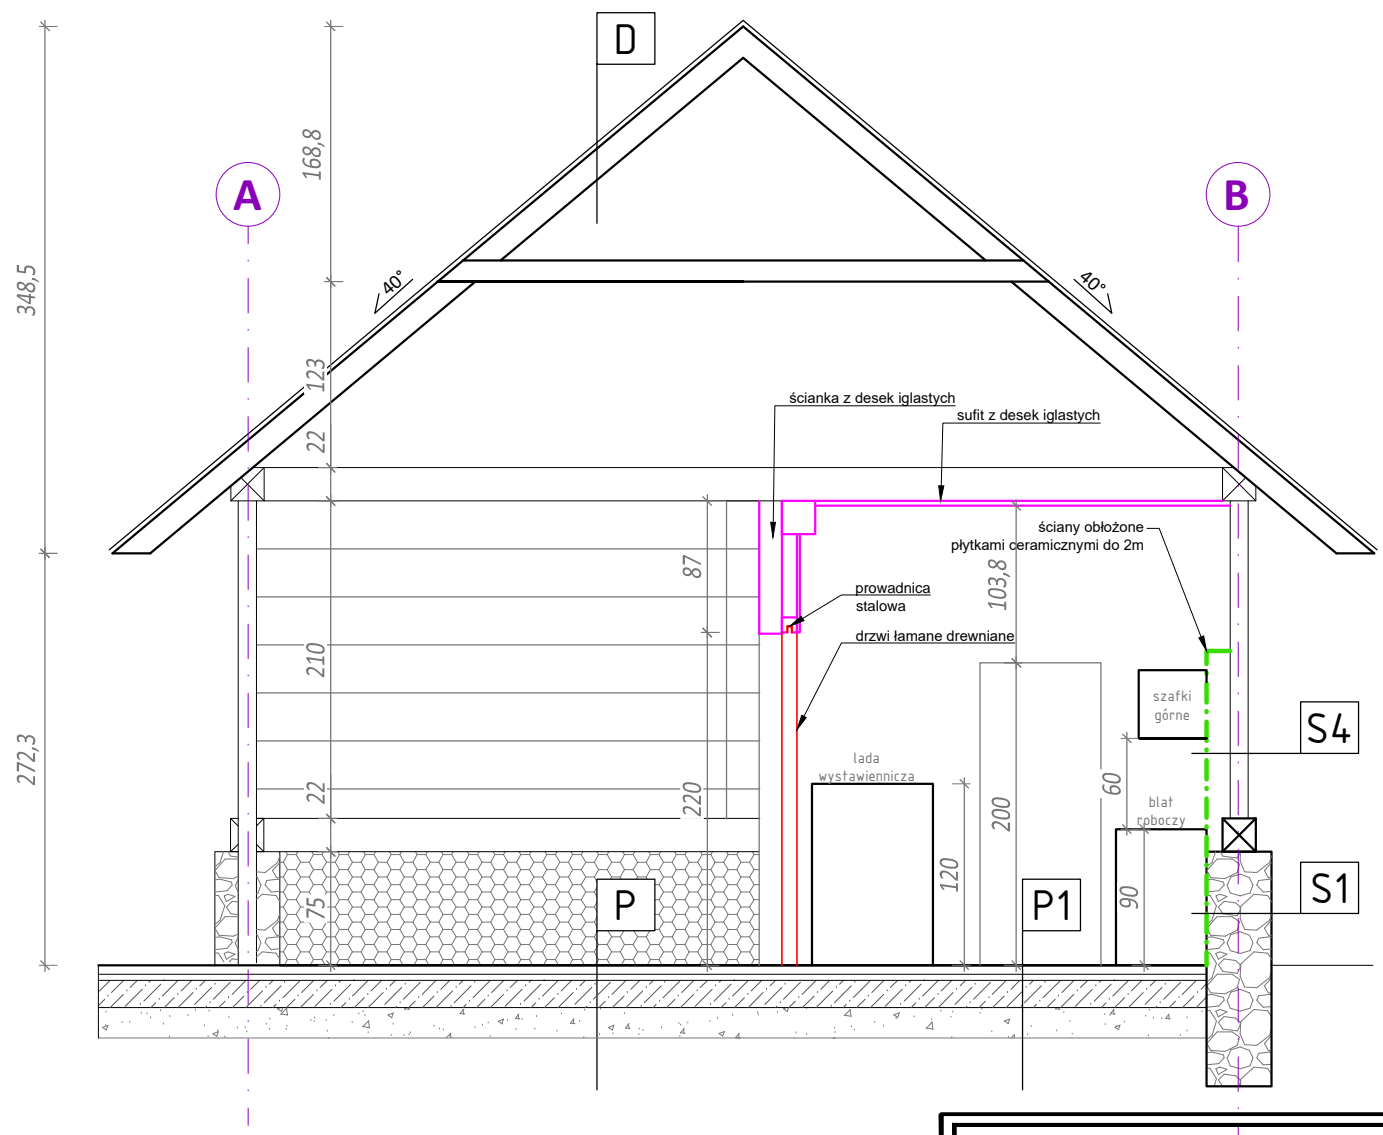 D
A
B
168,8
348,5
40°
40°
123
22
ścianka z desek iglastych
sufit z desek iglastych
ściany obłożone
płytkami ceramicznymi do 2m
87
103,8
prowadnica
stalowa
drzwi łamane drewniane
210
szafki
górne
S4
272,3
lada
wystawiennicza
22
220
200
60
blat
roboczy
120
90
75
P
P1
S1